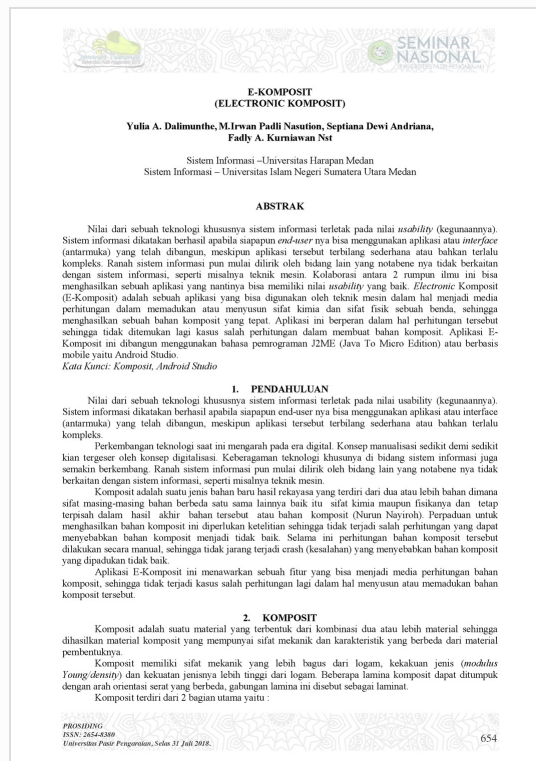 SEMINAR
NASIONAL
E-KOMPOSIT
(ELECTRONIC KOMPOSIT)
Yulia A. Dalimunthe, M.Irwan Padli Nasution, Septiana Dewi Andriana,
Fadly A. Kurniawan Nst
Sistem Informasi –Universitas Harapan Medan
Sistem Informasi – Universitas Islam Negeri Sumatera Utara Medan
ABSTRAK
Nilai dari sebuah teknologi khususnya sistem informasi terletak pada nilai usability (kegunaannya).
Sistem informasi dikatakan berhasil apabila siapapun end-user nya bisa menggunakan aplikasi atau interface
(antarmuka) yang telah dibangun, meskipun aplikasi tersebut terbilang sederhana atau bahkan terlalu
kompleks. Ranah sistem informasi pun mulai dilirik oleh bidang lain yang notabene nya tidak berkaitan
dengan sistem informasi, seperti misalnya teknik mesin. Kolaborasi antara 2 rumpun ilmu ini bisa
menghasilkan sebuah aplikasi yang nantinya bisa memiliki nilai usability yang baik. Electronic Komposit
(E-Komposit) adalah sebuah aplikasi yang bisa digunakan oleh teknik mesin dalam hal menjadi media
perhitungan dalam memadukan atau menyusun sifat kimia dan sifat fisik sebuah benda, sehingga
menghasilkan sebuah bahan komposit yang tepat. Aplikasi ini berperan dalam hal perhitungan tersebut
sehingga tidak ditemukan lagi kasus salah perhitungan dalam membuat bahan komposit. Aplikasi E-
Komposit ini dibangun menggunakan bahasa pemrograman J2ME (Java To Micro Edition) atau berbasis
mobile yaitu Android Studio.
Kata Kunci: Komposit, Android Studio
1. PENDAHULUAN
Nilai dari sebuah teknologi khususnya sistem informasi terletak pada nilai usability (kegunaannya).
Sistem informasi dikatakan berhasil apabila siapapun end-user nya bisa menggunakan aplikasi atau interface
(antarmuka) yang telah dibangun, meskipun aplikasi tersebut terbilang sederhana atau bahkan terlalu
kompleks.
Perkembangan teknologi saat ini mengarah pada era digital. Konsep manualisasi sedikit demi sedikit
kian tergeser oleh konsep digitalisasi. Keberagaman teknologi khusunya di bidang sistem informasi juga
semakin berkembang. Ranah sistem informasi pun mulai dilirik oleh bidang lain yang notabene nya tidak
berkaitan dengan sistem informasi, seperti misalnya teknik mesin.
Komposit adalah suatu jenis bahan baru hasil rekayasa yang terdiri dari dua atau lebih bahan dimana
sifat masing-masing bahan berbeda satu sama lainnya baik itu sifat kimia maupun fisikanya dan tetap
terpisah dalam hasil akhir bahan tersebut atau bahan komposit (Nurun Nayiroh). Perpaduan untuk
menghasilkan bahan komposit ini diperlukan ketelitian sehingga tidak terjadi salah perhitungan yang dapat
menyebabkan bahan komposit menjadi tidak baik. Selama ini perhitungan bahan komposit tersebut
dilakukan secara manual, sehingga tidak jarang terjadi crash (kesalahan) yang menyebabkan bahan komposit
yang dipadukan tidak baik.
Aplikasi E-Komposit ini menawarkan sebuah fitur yang bisa menjadi media perhitungan bahan
komposit, sehingga tidak terjadi kasus salah perhitungan lagi dalam hal menyusun atau memadukan bahan
komposit tersebut.
2. KOMPOSIT
Komposit adalah suatu material yang terbentuk dari kombinasi dua atau lebih material sehingga
dihasilkan material komposit yang mempunyai sifat mekanik dan karakteristik yang berbeda dari material
pembentuknya.
Komposit memiliki sifat mekanik yang lebih bagus dari logam, kekakuan jenis (modulus
Young/density) dan kekuatan jenisnya lebih tinggi dari logam. Beberapa lamina komposit dapat ditumpuk
dengan arah orientasi serat yang berbeda, gabungan lamina ini disebut sebagai laminat.
Komposit terdiri dari 2 bagian utama yaitu :
PROSIDING
ISSN: 2654-8380
Universitas Pasir Pengaraian, Selas 31 Juli 2018.
654